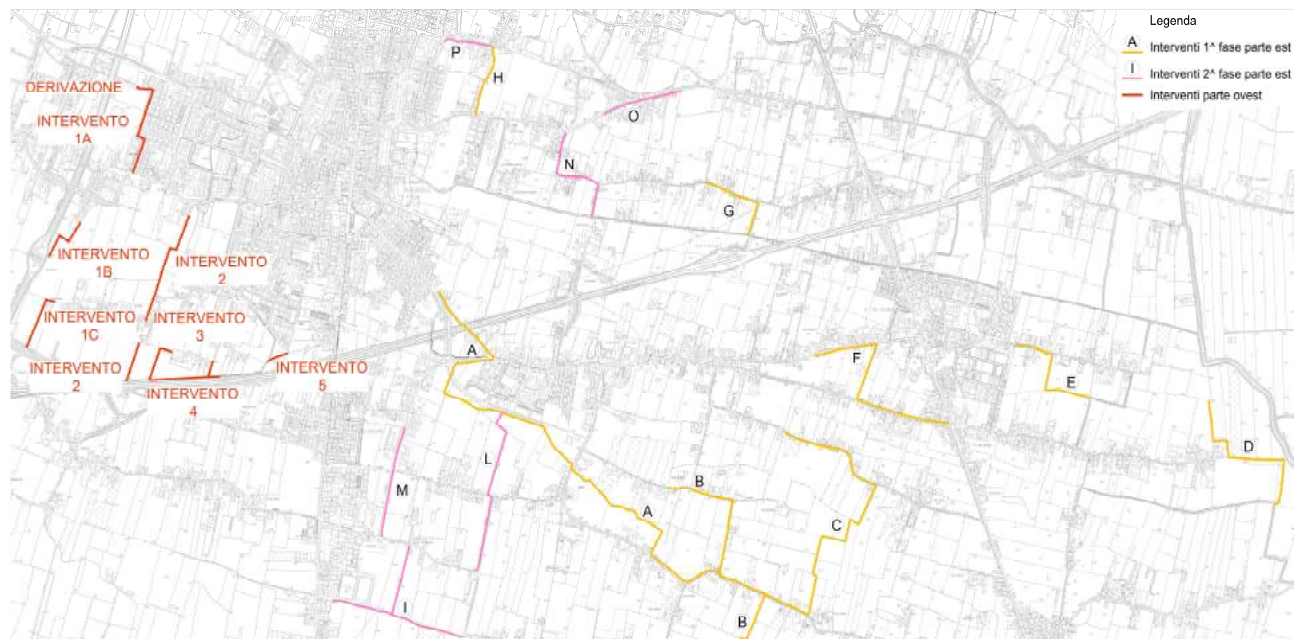 Legenda
A Interventi 1^ fase parte est
I Interventi 2^ fase parte est
Interventi parte ovest
P
H
DERIVAZIONE
INTERVENTO
1A
O
N
G
INTERVENTO
1B
INTERVENTO
2
INTERVENTO
1C
INTERVENTO
3
A
F
INTERVENTO
2
INTERVENTO
4
INTERVENTO
5
E
D
L
M
B
A
C
I
B